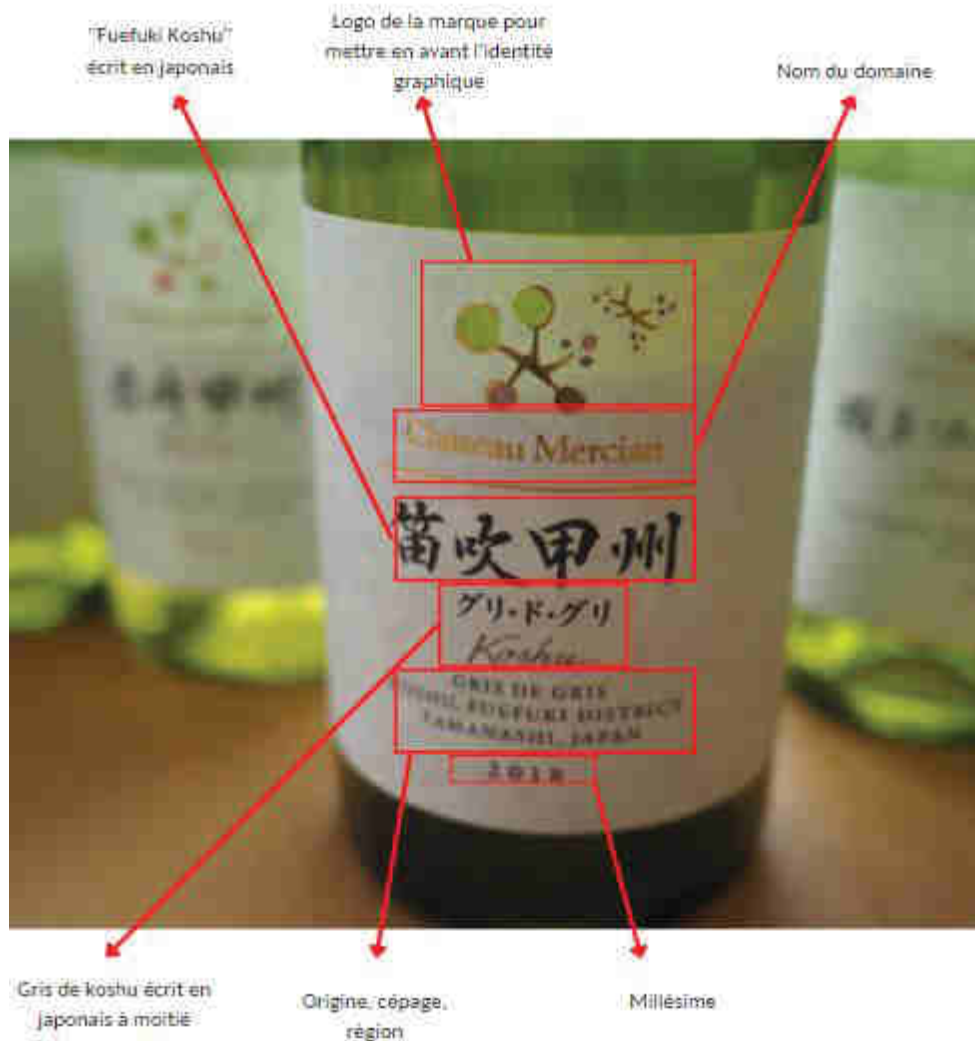 "Fuefuki Koshu"
écrit en japonais
Logo de la marque pour
mettre en avant l'identité
graphique
Nom du domaine
Chateau Mercian
笛吹甲州
グリ・ド・グリ
Koshu
GRIS DE GRIS
KOSHU, FUEFUKI DISTRICT
YAMANASHI, JAPAN
2018
Gris de koshu écrit en
japonais à moitié
Origine, cépage,
région
Millésime